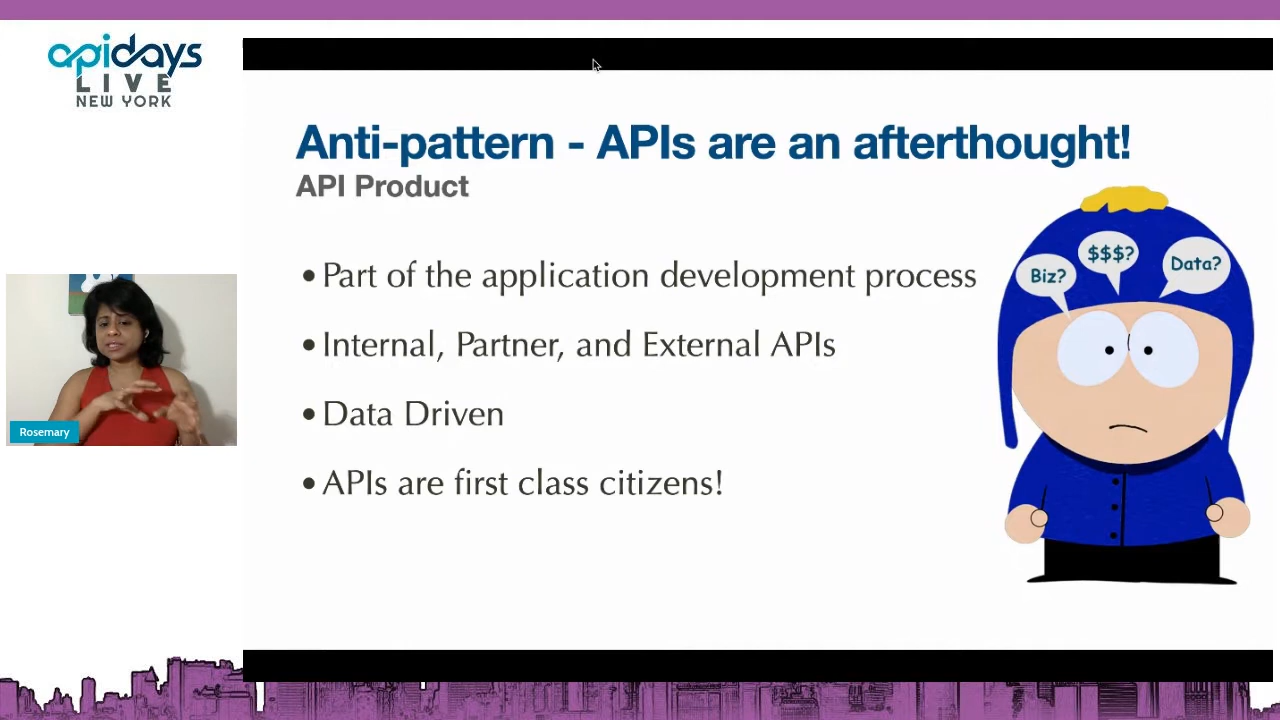 apidays
LIVE
NEW YORK
Anti-pattern - APIs are an afterthought!
API Product
•Part of the application development process
•Internal, Partner, and External APIs
•Data Driven
•APIs are first class citizens!
Biz?
$$$?
Data?
Rosemary